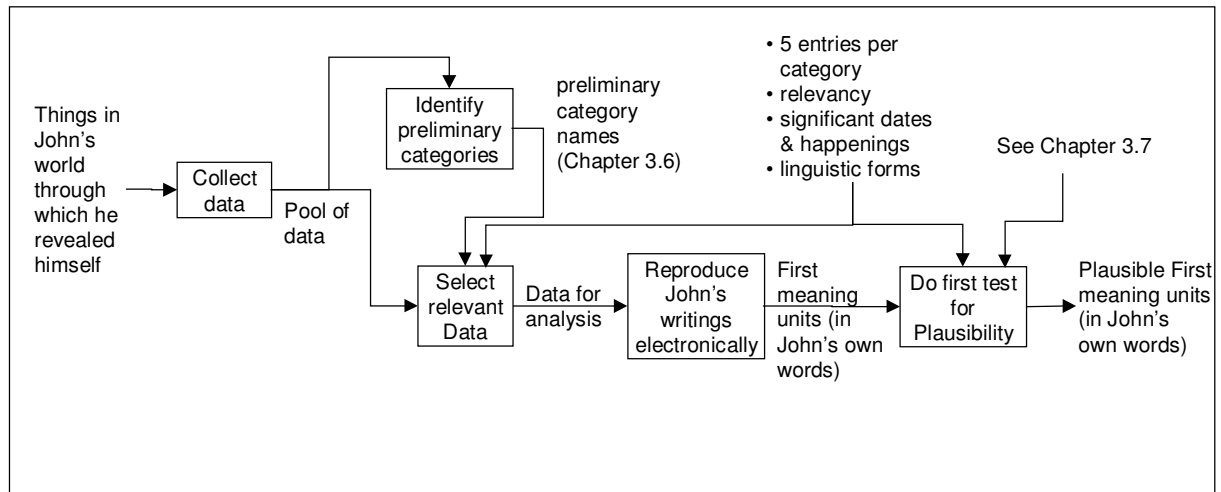 Things in
John's
world
through
which he
revealed
himself
Collect
data
Pool of
data
Identify
preliminary
categories
preliminary
category
names
(Chapter 3.6)
• 5 entries per
category
• relevancy
• significant dates
& happenings
• linguistic forms
See Chapter 3.7
Select
relevant
Data
Data for
analysis
Reproduce
John's
writings
electronically
First
meaning
units (in
John's own
words)
Do first test
for
Plausibility
Plausible First
meaning units
(in John's
own words)